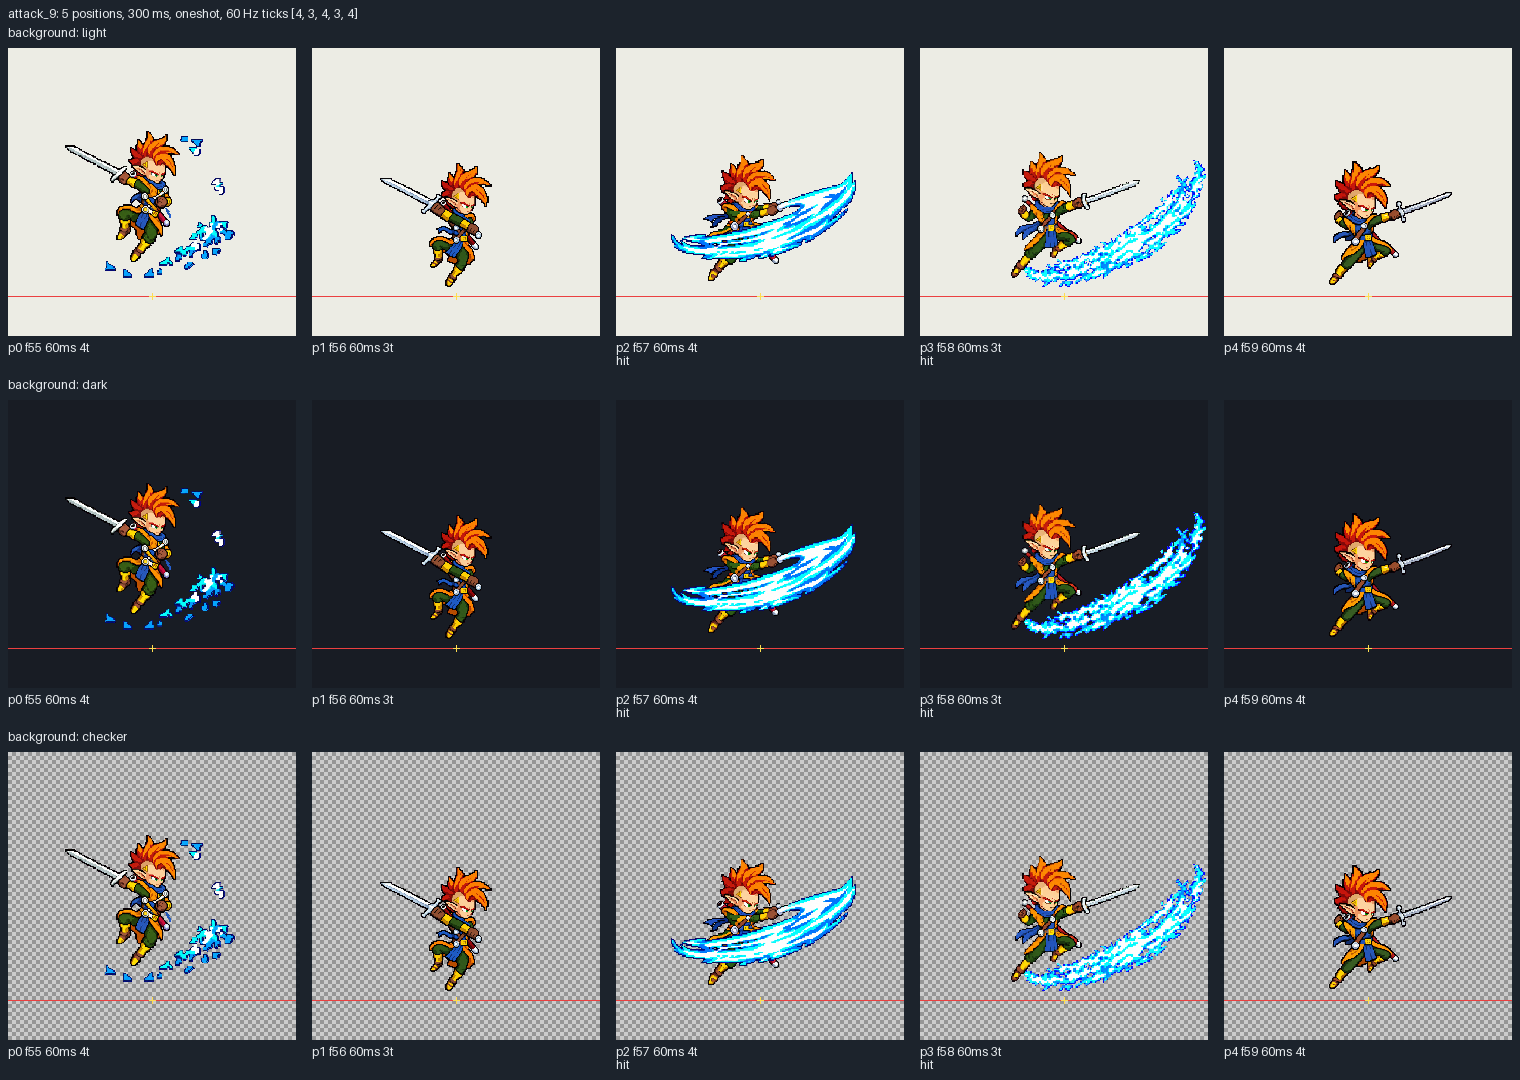 attack_9: 5 positions, 300 ms, oneshot, 60 Hz ticks [4, 3, 4, 3, 4]
background: light
p0 f55 60ms 4t
p1 f56 60ms 3t
p2 f57 60ms 4t
hit
p3 f58 60ms 3t
hit
p4 f59 60ms 4t
background: dark
p0 f55 60ms 4t
p1 f56 60ms 3t
p2 f57 60ms 4t
hit
p3 f58 60ms 3t
hit
p4 f59 60ms 4t
background: checker
p0 f55 60ms 4t
p1 f56 60ms 3t
p2 f57 60ms 4t
hit
p3 f58 60ms 3t
hit
p4 f59 60ms 4t